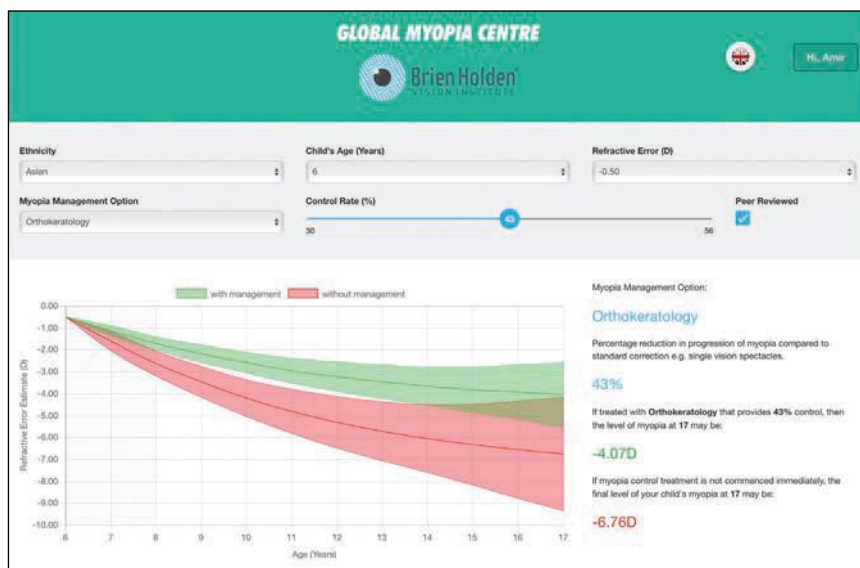 GLOBAL MYOPIA CENTRE
Brien Holden
VISION INSTITUTE
Hi, Amir
Ethnicity
Child's Age (Years)
Refractive Error (D)
Asian
6
-0.50
Myopia Management Option
Control Rate (%)
Peer Reviewed
Orthokeratology
43
30
56
with management
without management
0.00
-1.00
-2.00
-3.00
-4.00
-5.00
-6.00
-7.00
-8.00
-9.00
-10.00
Refractive Error Estimate (D)
6 7 8 9 10 11 12 13 14 15 16 17
Age (Years)
Myopia Management Option:
Orthokeratology
Percentage reduction in progression of myopia compared to
standard correction e.g. single vision spectacles.
43%
If treated with Orthokeratology that provides 43% control, then
the level of myopia at 17 may be:
-4.07D
If myopia control treatment is not commenced immediately, the
final level of your child's myopia at 17 may be:
-6.76D